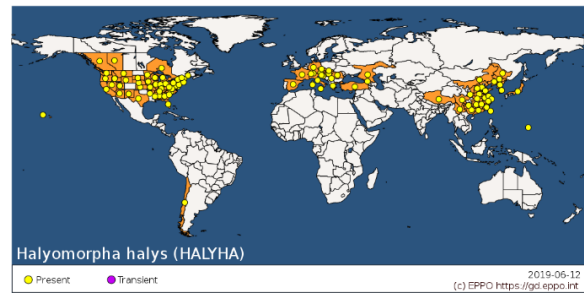 Halyomorpha halys (HALYHA)
Present
Transient
2019-06-12
(c) EPPO https://gd.eppo.int